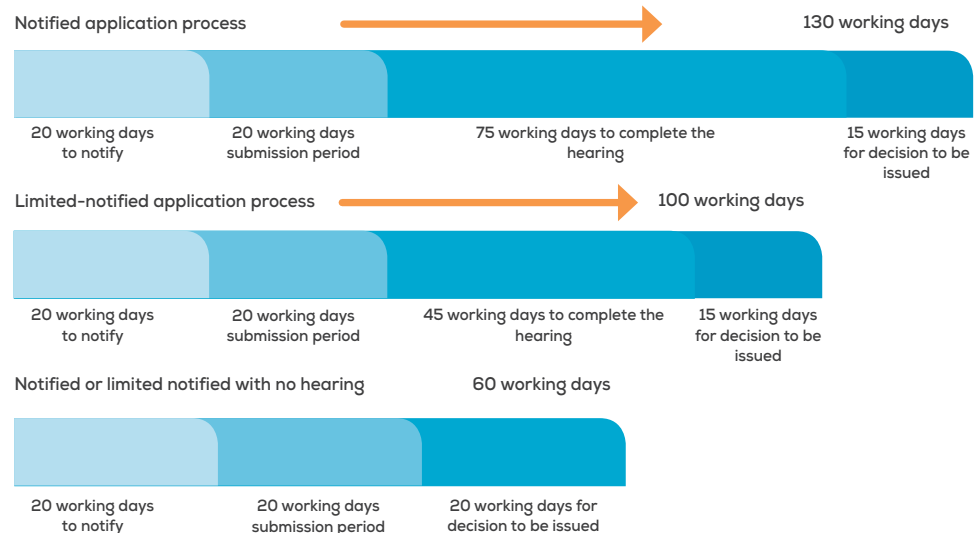 Notified application process
130 working days
20 working days
to notify
20 working days
submission period
75 working days to complete the
hearing
15 working days
for decision to be
issued
Limited-notified application process
100 working days
20 working days
to notify
20 working days
submission period
45 working days to complete the
hearing
15 working days
for decision to be
issued
Notified or limited notified with no hearing
60 working days
20 working days
to notify
20 working days
submission period
20 working days for
decision to be issued